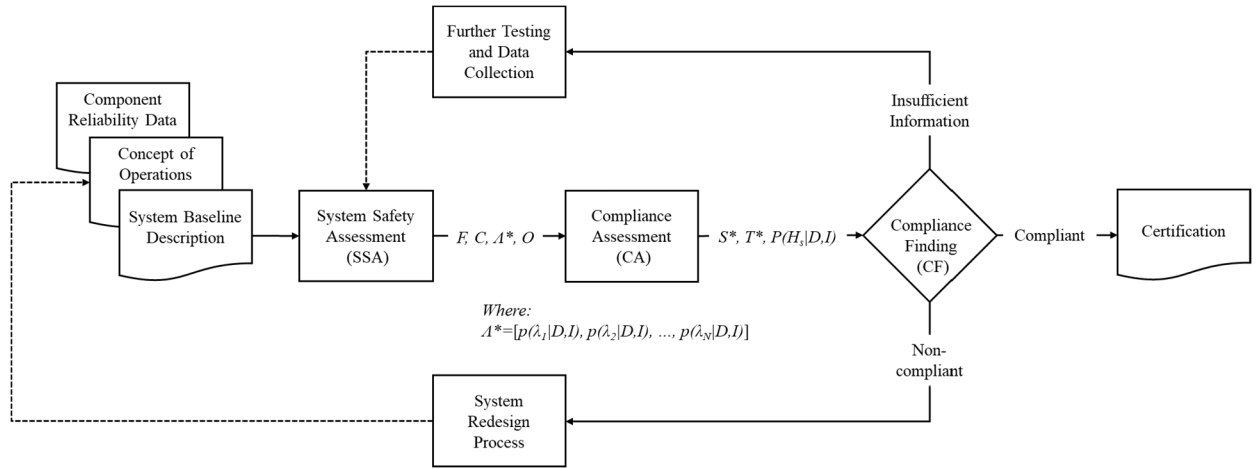 Further Testing
and Data
Collection
Component
Reliability Data
Concept of
Operations
System Baseline
Description
System Safety
Assessment
(SSA)
F, C, Λ*, O
Compliance
Assessment
(CA)
S*, T*, P(Hₛ|D,I)
Insufficient
Information
Compliance
Finding
(CF)
Compliant
Certification
Where:
Λ*=[p(λ₁|D,I), p(λ₂|D,I), ..., p(λ_N|D,I)]
Non-
compliant
System
Redesign
Process